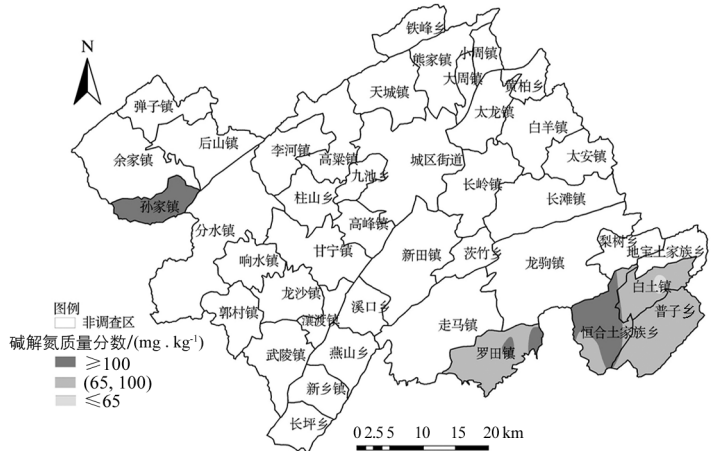 铁峰乡
N
熊家镇
小周镇
大周镇
黄柏乡
弹子镇
天城镇
太龙镇
白羊镇
后山镇
李河镇
高粱镇
城区街道
太安镇
余家镇
九池乡
长岭镇
柱山乡
长滩镇
孙家镇
高峰镇
分水镇
梨树乡
甘宁镇
新田镇
茨竹乡
龙驹镇
地宝土家族乡
响水镇
白土镇
龙沙镇
溪口乡
普子乡
图例
非调查区
郭村镇
瀼渡镇
走马镇
恒合土家族乡
碱解氮质量分数/(mg . kg-1)
武陵镇
燕山乡
罗田镇
≥100
(65, 100)
新乡镇
≤65
长坪乡
0 2.5 5 10 15 20 km